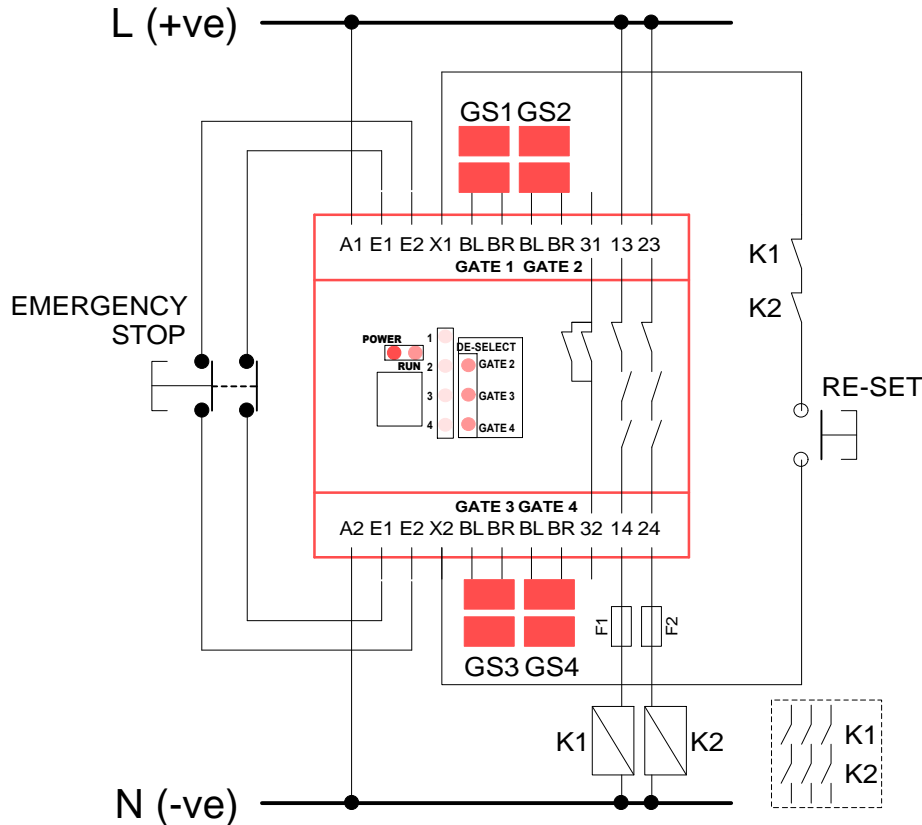 L (+ve)
GS1 GS2
A1 E1 E2 X1 BL BR BL BR 31 13 23
GATE 1 GATE 2
K1
K2
EMERGENCY
STOP
POWER
RUN
1
2
3
4
DE-SELECT
GATE 2
GATE 3
GATE 4
RE-SET
GATE 3 GATE 4
A2 E1 E2 X2 BL BR BL BR 32 14 24
F1
F2
GS3 GS4
K1
K2
K1
K2
N (-ve)